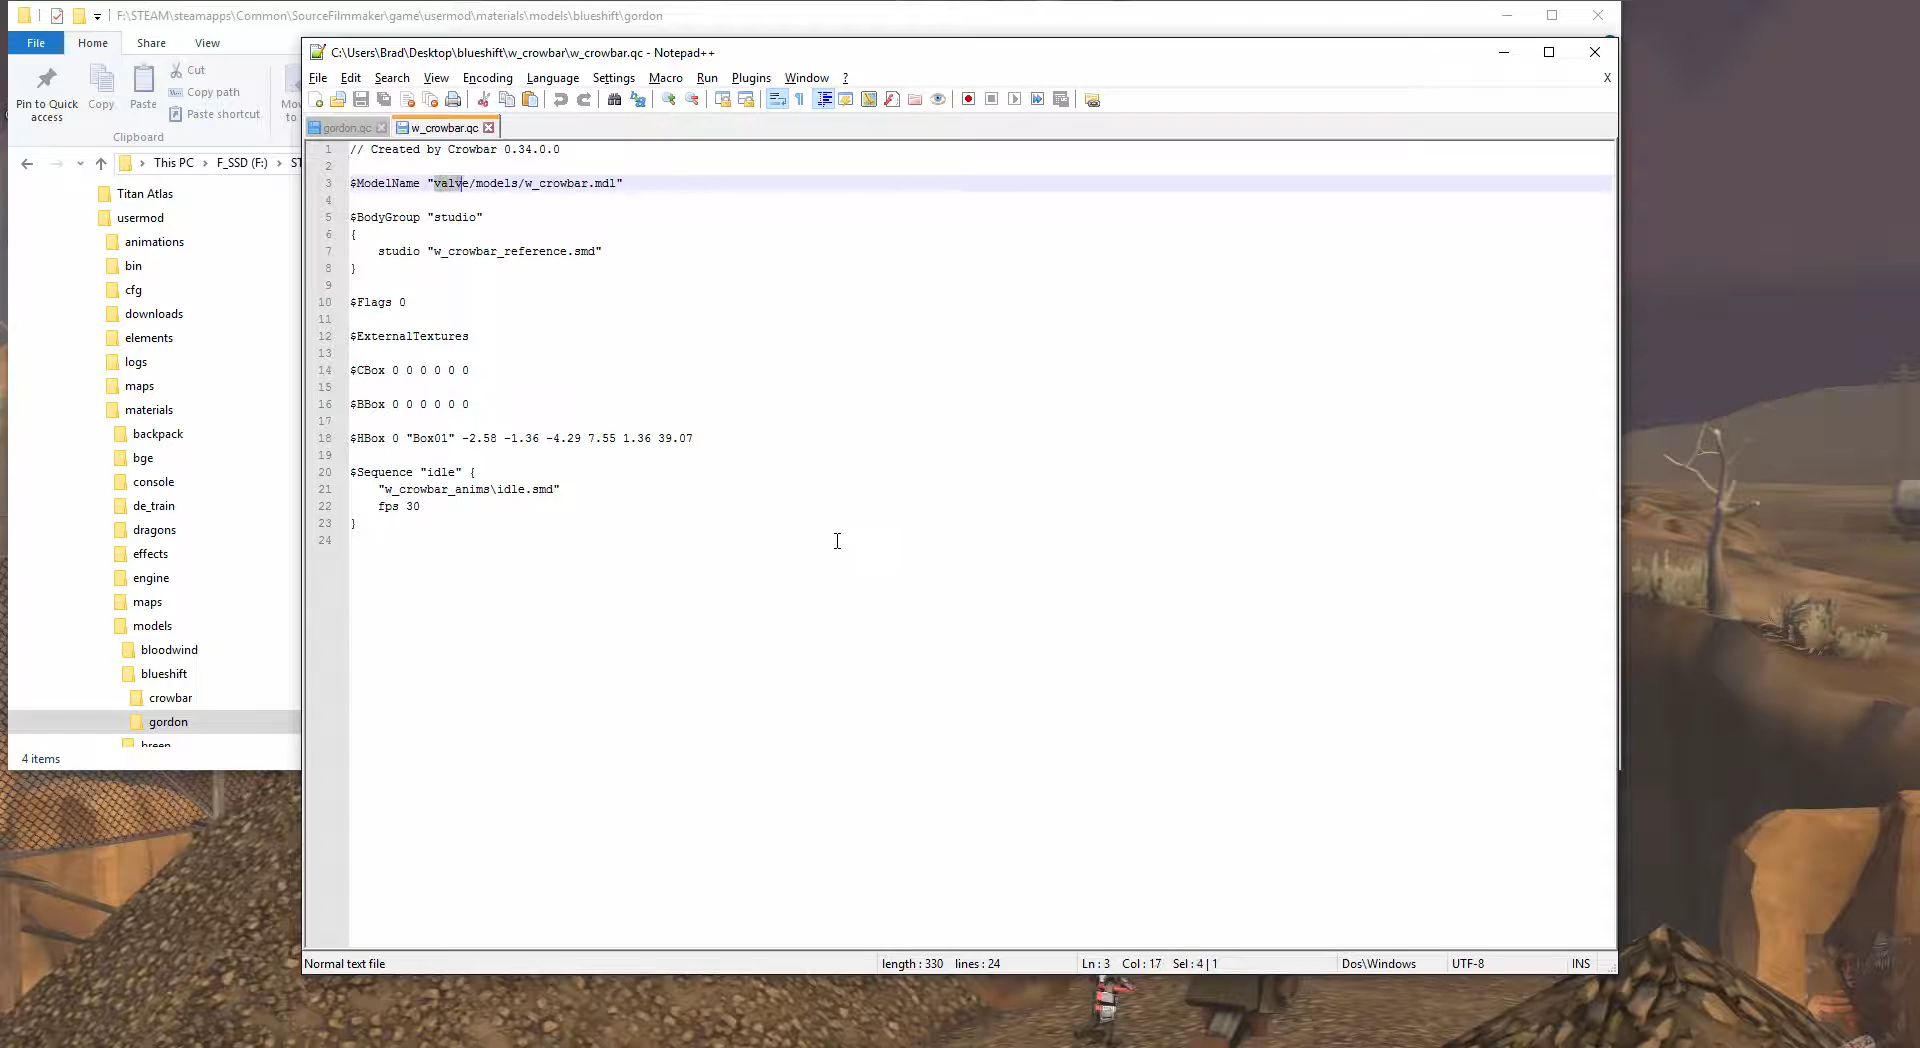 F:\STEAM\steamapps\Common\SourceFilmmaker\game\usermod\materials\models\blueshift\gordon
File Home Share View
Pin to Quick access
Copy
Paste
Cut
Copy path
Paste shortcut
Mov
to
Clipboard
This PC > F_SSD (F:) > ST
Titan Atlas
usermod
animations
bin
cfg
downloads
elements
logs
maps
materials
backpack
bge
console
de_train
dragons
effects
engine
maps
models
bloodwind
blueshift
crowbar
gordon
breen
4 items
C:\Users\Brad\Desktop\blueshift\w_crowbar\w_crowbar.qc - Notepad++
File Edit Search View Encoding Language Settings Macro Run Plugins Window ? X
gordon.qc w_crowbar.qc
1 // Created by Crowbar 0.34.0.0
2
3 $ModelName "valve/models/w_crowbar.mdl"
4
5 $BodyGroup "studio"
6 {
7 studio "w_crowbar_reference.smd"
8 }
9
10 $Flags 0
11
12 $ExternalTextures
13
14 $CBox 0 0 0 0 0 0
15
16 $BBox 0 0 0 0 0 0
17
18 $HBox 0 "Box01" -2.58 -1.36 -4.29 7.55 1.36 39.07
19
20 $Sequence "idle" {
21 "w_crowbar_anims\idle.smd"
22 fps 30
23 }
24
Normal text file length : 330 lines : 24 Ln : 3 Col : 17 Sel : 4 | 1 Dos\Windows UTF-8 INS